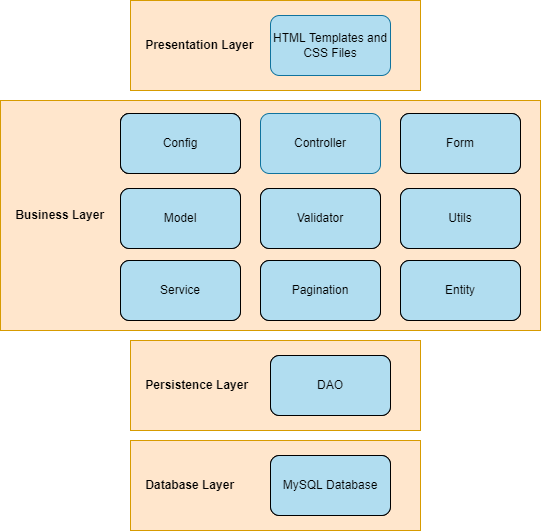 Presentation Layer
HTML Templates and
CSS Files
Config
Controller
Form
Business Layer
Model
Validator
Utils
Service
Pagination
Entity
Persistence Layer
DAO
Database Layer
MySQL Database